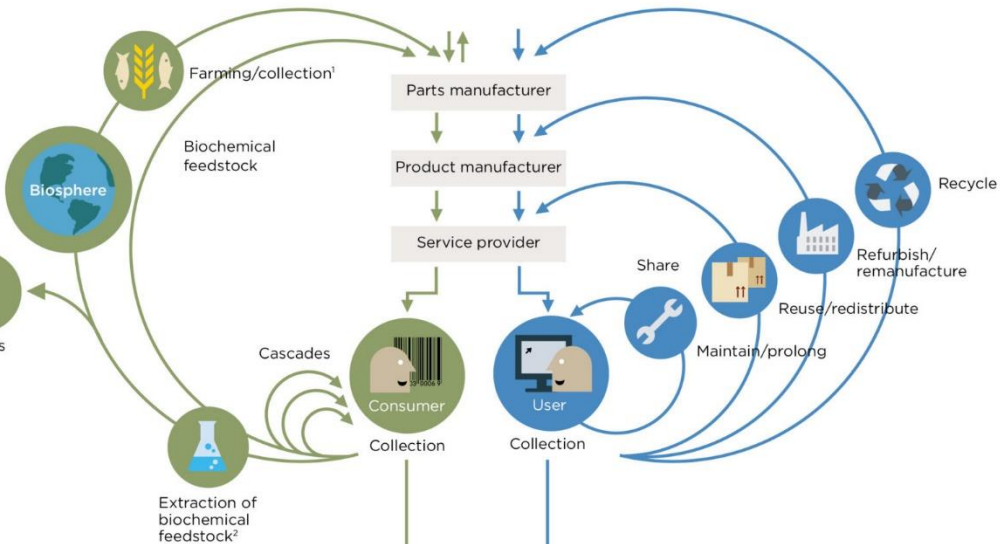 Farming/collection¹
Parts manufacturer
Biochemical
feedstock
Product manufacturer
Biosphere
Recycle
Service provider
Share
Refurbish/
remanufacture
Reuse/redistribute
s
Cascades
Maintain/prolong
Consumer
User
Collection
Collection
Extraction of
biochemical
feedstock²